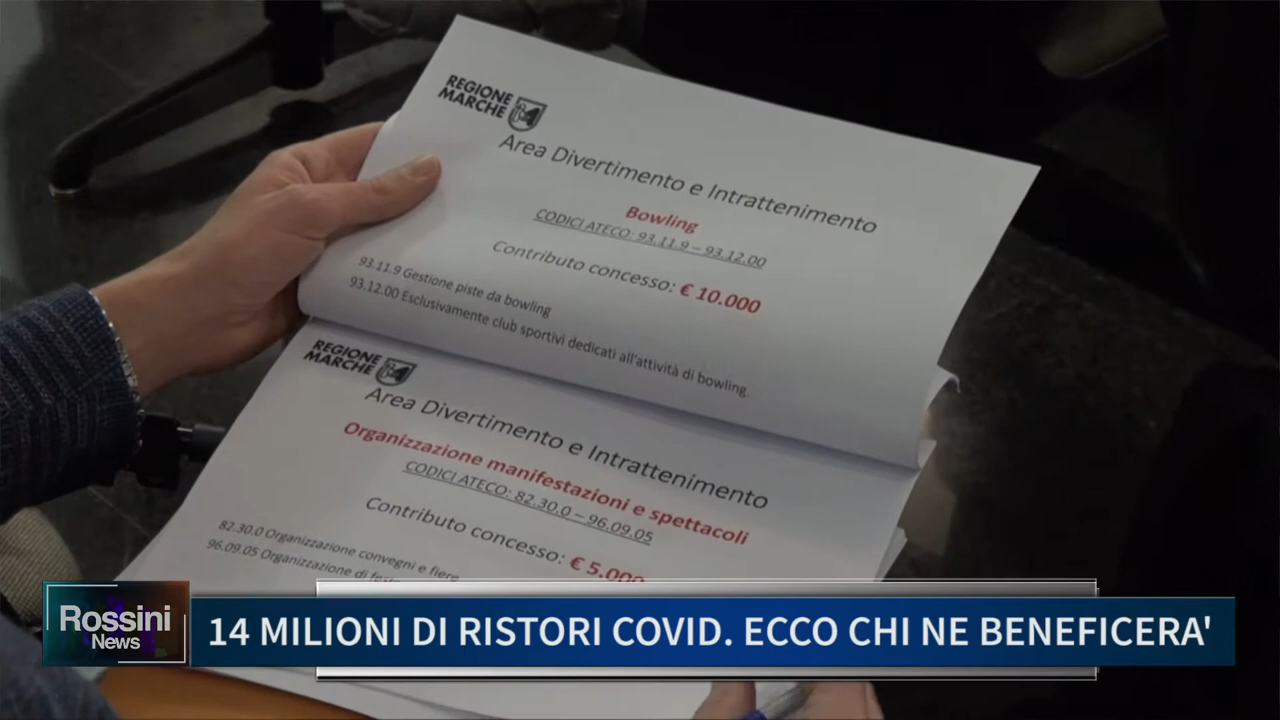 REGIONE
MARCHE
Area Divertimento e Intrattenimento
Bowling
CODICI ATECO: 93.11.9 – 93.12.00
Contributo concesso: € 10.000
93.11.9 Gestione piste da bowling
93.12.00 Esclusivamente club sportivi dedicati all'attività di bowling.
REGIONE
MARCHE
Area Divertimento e Intrattenimento
Organizzazione manifestazioni e spettacoli
CODICI ATECO: 82.30.0 – 96.09.05
Contributo concesso: € 5.000
82.30.0 Organizzazione convegni e fiere
96.09.05 Organizzazione di
Rossini
News
14 MILIONI DI RISTORI COVID. ECCO CHI NE BENEFICERA'